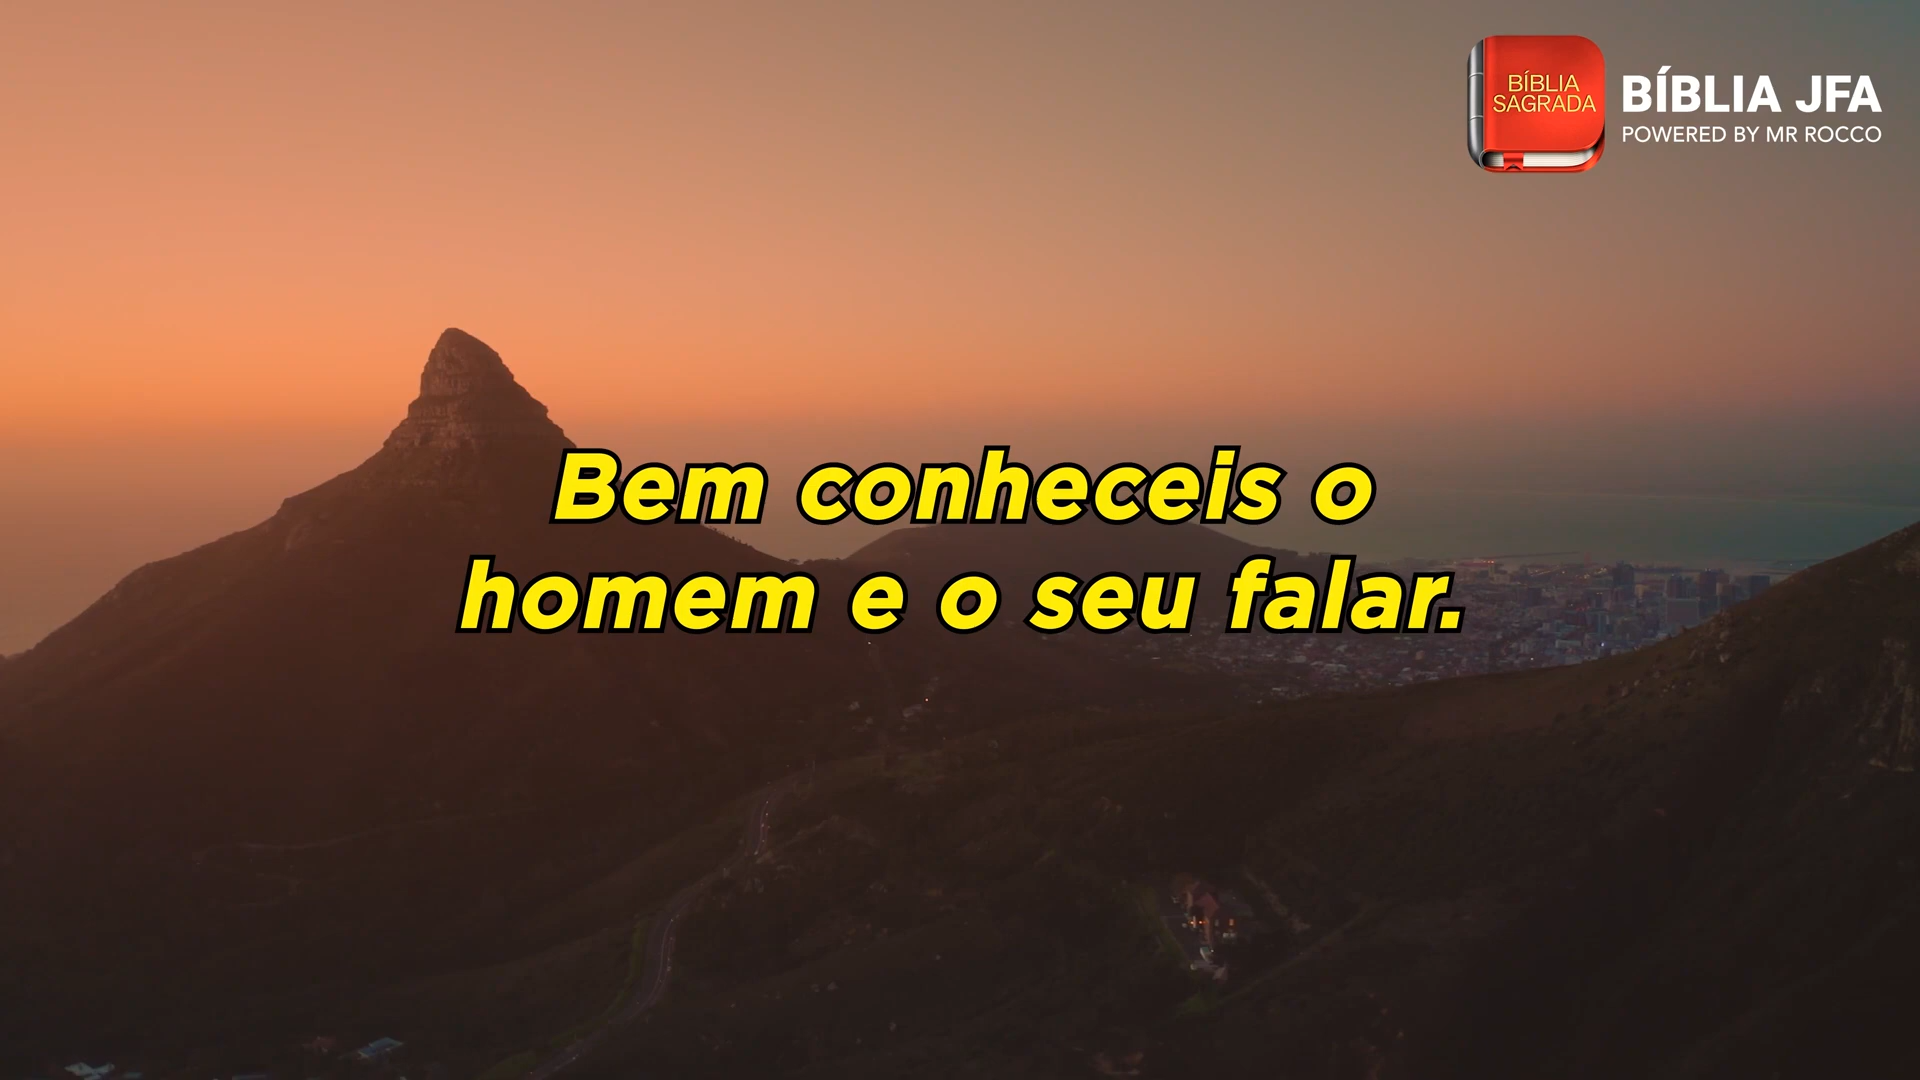 BÍBLIA
SAGRADA
BÍBLIA JFA
POWERED BY MR ROCCO
Bem conheceis o
homem e o seu falar.